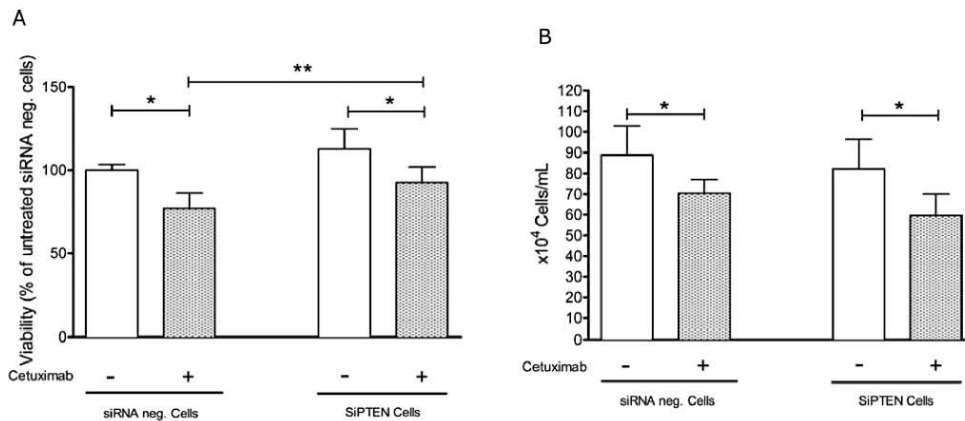 A
Viability (% of untreated siRNA neg. cells)
150
100
50
0
*
**
*
Cetuximab - + - +
siRNA neg. Cells SiPTEN Cells
B
x10⁴ Cells/mL
120
110
100
90
80
70
60
50
40
30
20
10
0
*
*
Cetuximab - + - +
siRNA neg. Cells SiPTEN Cells